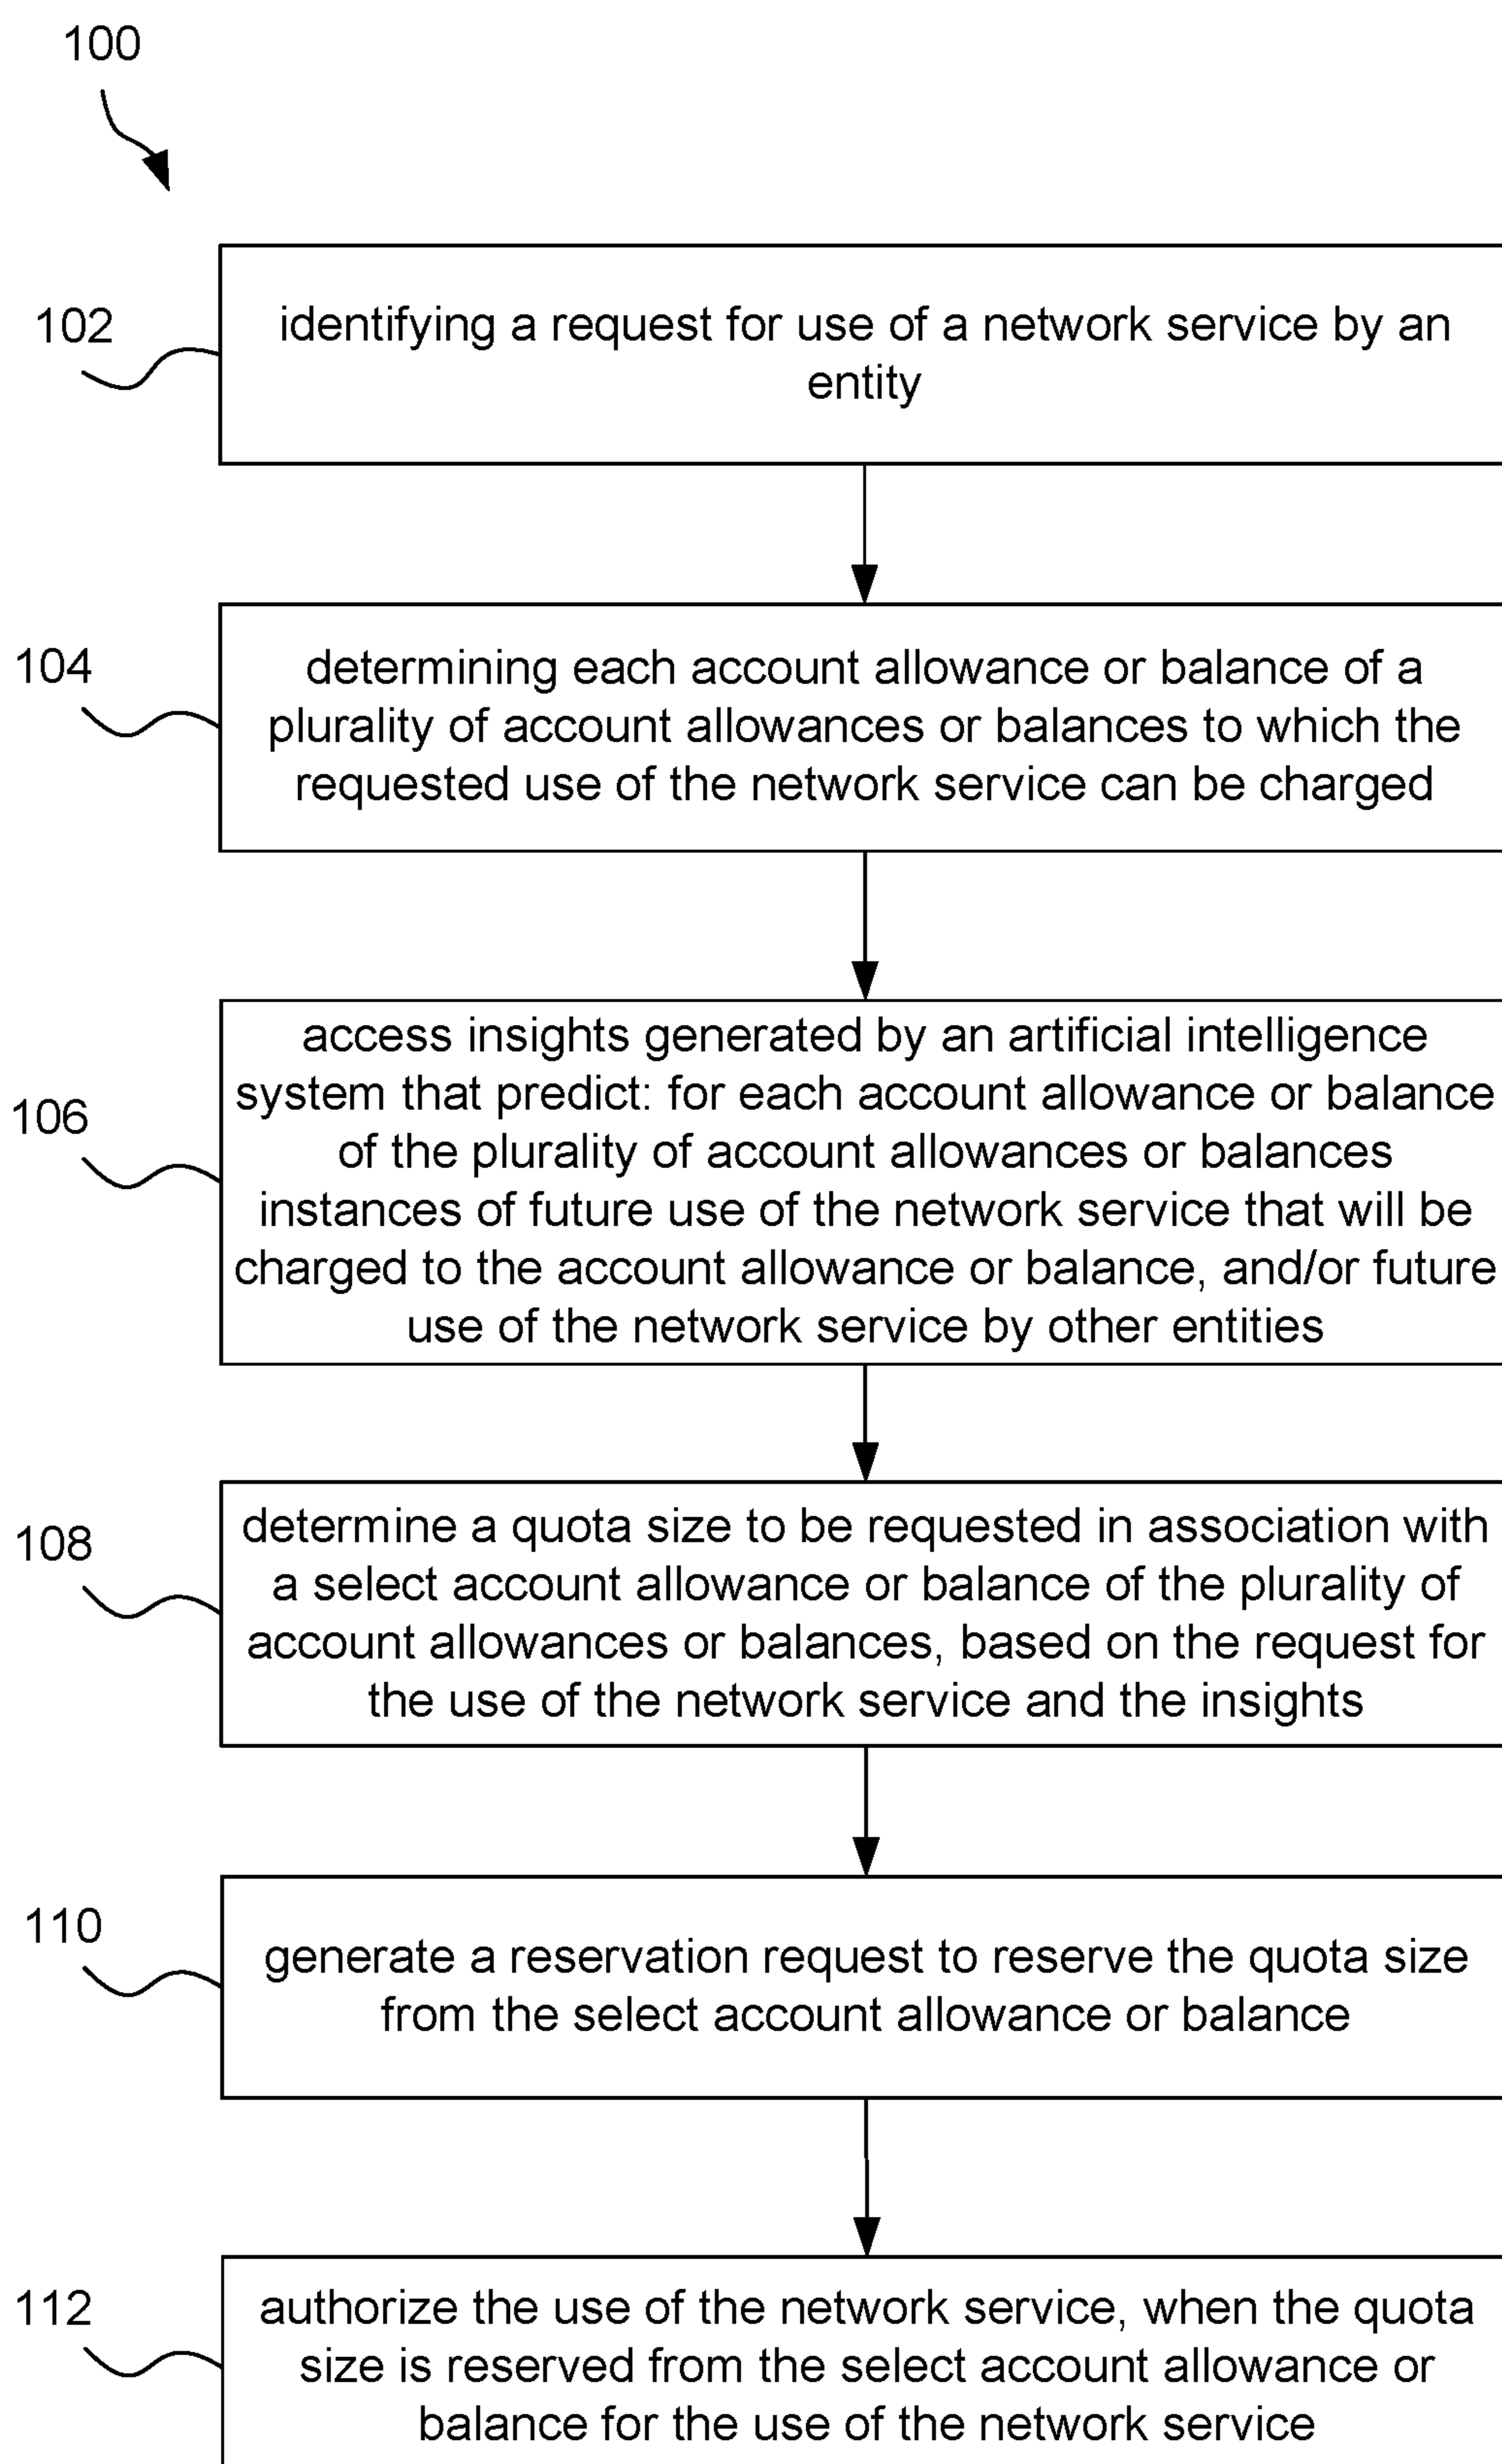 100
102
identifying a request for use of a network service by an
entity
104
determining each account allowance or balance of a
plurality of account allowances or balances to which the
requested use of the network service can be charged
106
access insights generated by an artificial intelligence
system that predict: for each account allowance or balance
of the plurality of account allowances or balances
instances of future use of the network service that will be
charged to the account allowance or balance, and/or future
use of the network service by other entities
108
determine a quota size to be requested in association with
a select account allowance or balance of the plurality of
account allowances or balances, based on the request for
the use of the network service and the insights
110
generate a reservation request to reserve the quota size
from the select account allowance or balance
112
authorize the use of the network service, when the quota
size is reserved from the select account allowance or
balance for the use of the network service